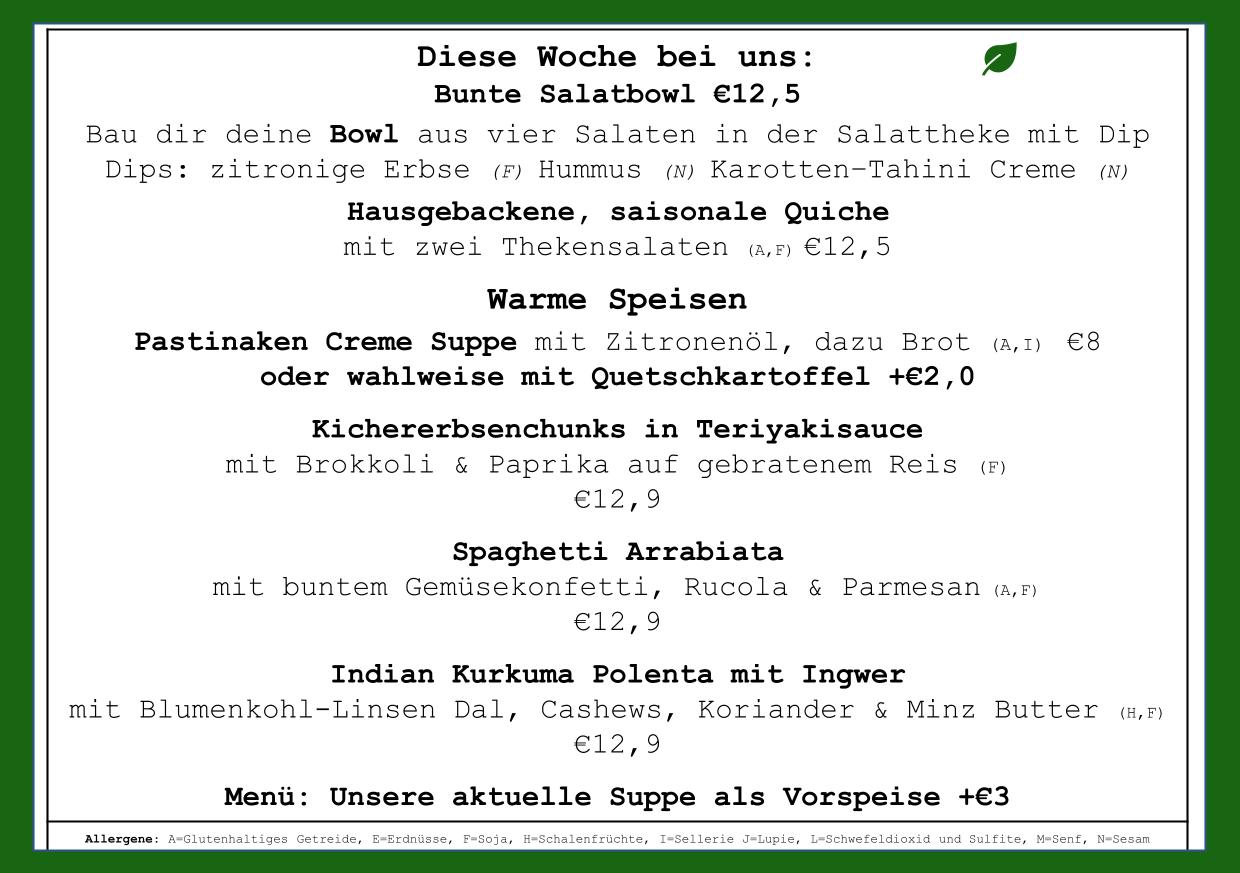 Diese Woche bei uns:
Bunte Salatbowl €12,5
Bau dir deine Bowl aus vier Salaten in der Salattheke mit Dip
Dips: zitronige Erbse (F) Hummus (N) Karotten-Tahini Creme (N)
Hausgebackene, saisonale Quiche
mit zwei Thekensalaten (A,F) €12,5
Warme Speisen
Pastinaken Creme Suppe mit Zitronenöl, dazu Brot (A,I) €8
oder wahlweise mit Quetschkartoffel +€2,0
Kichererbsenchunks in Teriyakisauce
mit Brokkoli & Paprika auf gebratenem Reis (F)
€12,9
Spaghetti Arrabiata
mit buntem Gemüsekonfetti, Rucola & Parmesan (A,F)
€12,9
Indian Kurkuma Polenta mit Ingwer
mit Blumenkohl-Linsen Dal, Cashews, Koriander & Minz Butter (H,F)
€12,9
Menü: Unsere aktuelle Suppe als Vorspeise +€3
Allergene: A=Glutenhaltiges Getreide, E=Erdnüsse, F=Soja, H=Schalenfrüchte, I=Sellerie J=Lupie, L=Schwefeldioxid und Sulfite, M=Senf, N=Sesam